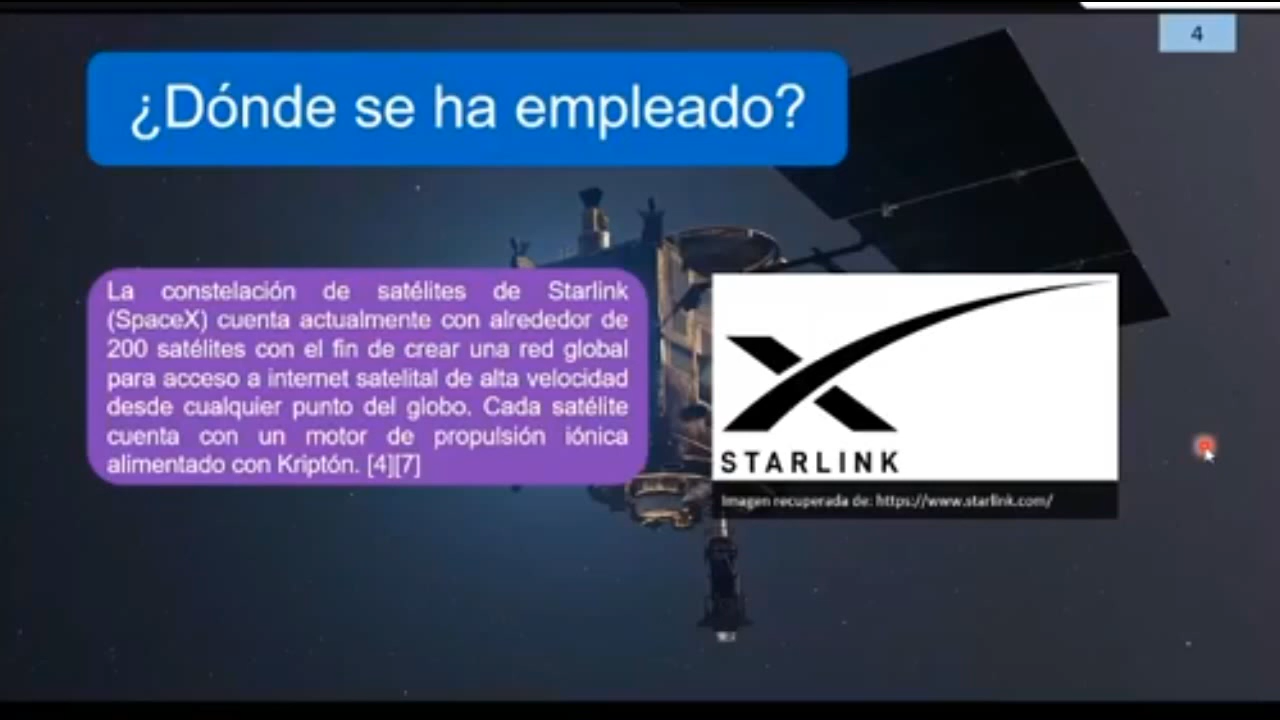 4
¿Dónde se ha empleado?
La constelación de satélites de Starlink
(SpaceX) cuenta actualmente con alrededor de
200 satélites con el fin de crear una red global
para acceso a internet satelital de alta velocidad
desde cualquier punto del globo. Cada satélite
cuenta con un motor de propulsión iónica
alimentado con Kriptón. [4][7]
STARLINK
Imagen recuperada de: https://www.starlink.com/